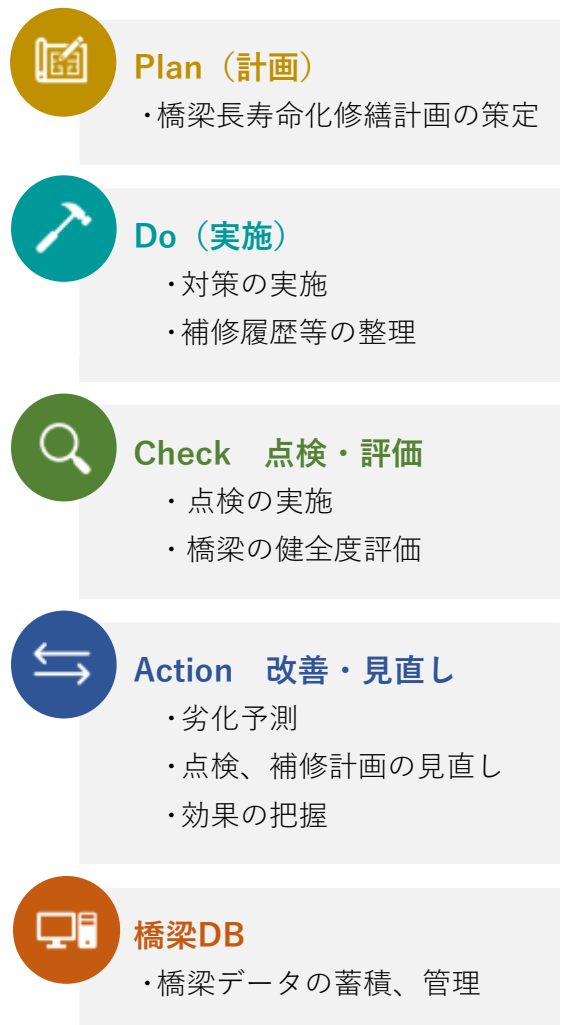 Plan（計画）
・橋梁長寿命化修繕計画の策定
Do（実施）
・対策の実施
・補修履歴等の整理
Check　点検・評価
・点検の実施
・橋梁の健全度評価
Action　改善・見直し
・劣化予測
・点検、補修計画の見直し
・効果の把握
橋梁DB
・橋梁データの蓄積、管理